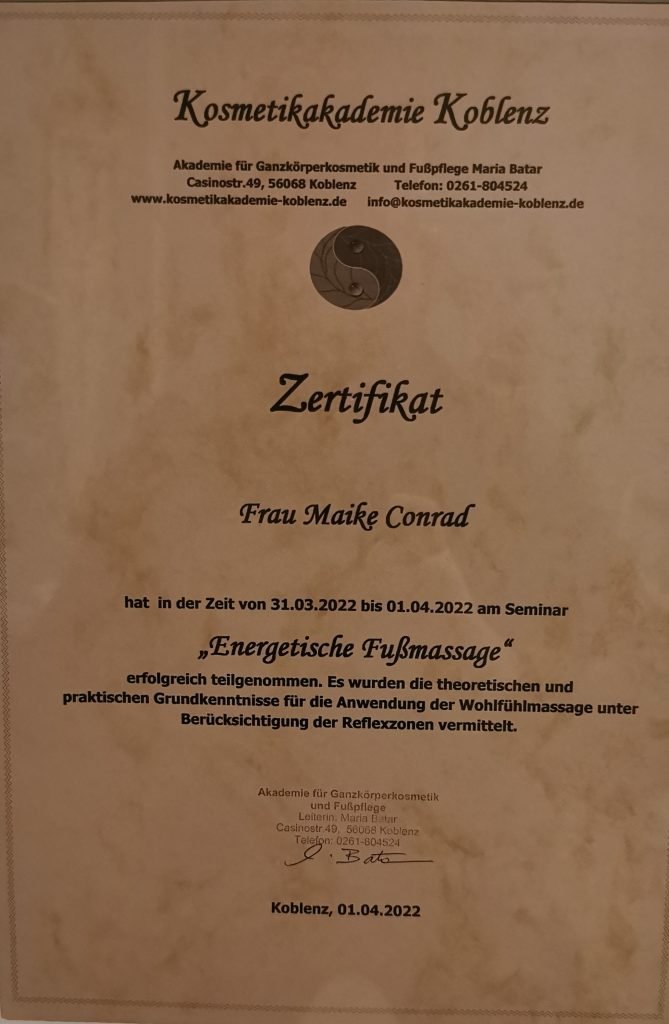 Kosmetikakademie Koblenz
Akademie für Ganzkörperkosmetik und Fußpflege Maria Batar
Casinostr.49, 56068 Koblenz Telefon: 0261-804524
www.kosmetikakademie-koblenz.de info@kosmetikakademie-koblenz.de
Zertifikat
Frau Maike Conrad
hat in der Zeit von 31.03.2022 bis 01.04.2022 am Seminar
„Energetische Fußmassage“
erfolgreich teilgenommen. Es wurden die theoretischen und
praktischen Grundkenntnisse für die Anwendung der Wohlfühlmassage unter
Berücksichtigung der Reflexzonen vermittelt.
Akademie für Ganzkörperkosmetik
und Fußpflege
Leiterin: Maria Batar
Casinostr.49, 56068 Koblenz
Telefon: 0261-804524
Koblenz, 01.04.2022